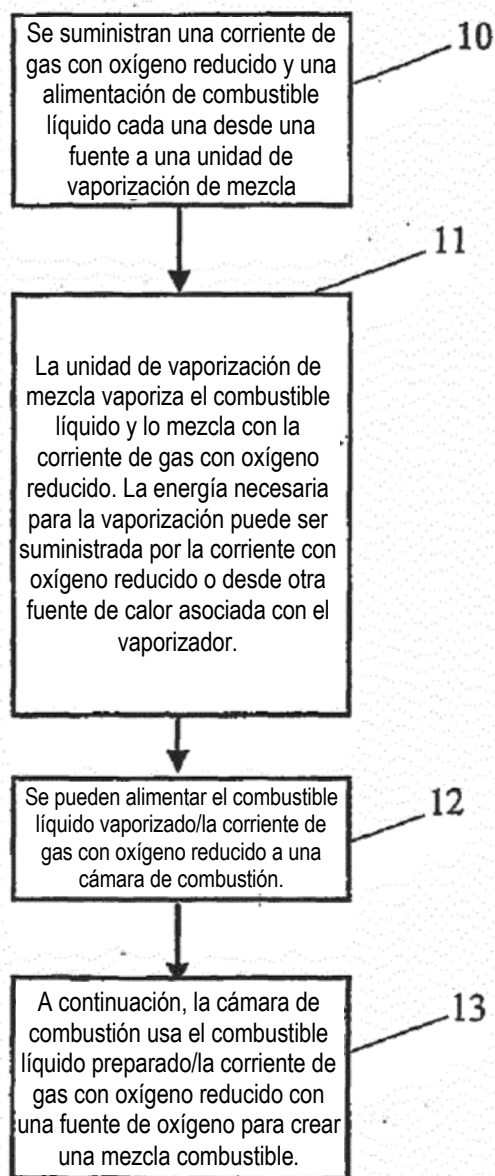 Se suministran una corriente de
gas con oxígeno reducido y una
alimentación de combustible
líquido cada una desde una
fuente a una unidad de
vaporización de mezcla
10
11
La unidad de vaporización de
mezcla vaporiza el combustible
líquido y lo mezcla con la
corriente de gas con oxígeno
reducido. La energía necesaria
para la vaporización puede ser
suministrada por la corriente con
oxígeno reducido o desde otra
fuente de calor asociada con el
vaporizador.
Se pueden alimentar el combustible
líquido vaporizado/la corriente de
gas con oxígeno reducido a una
cámara de combustión.
12
A continuación, la cámara de
combustión usa el combustible
líquido preparado/la corriente de
gas con oxígeno reducido con
una fuente de oxígeno para crear
una mezcla combustible.
13